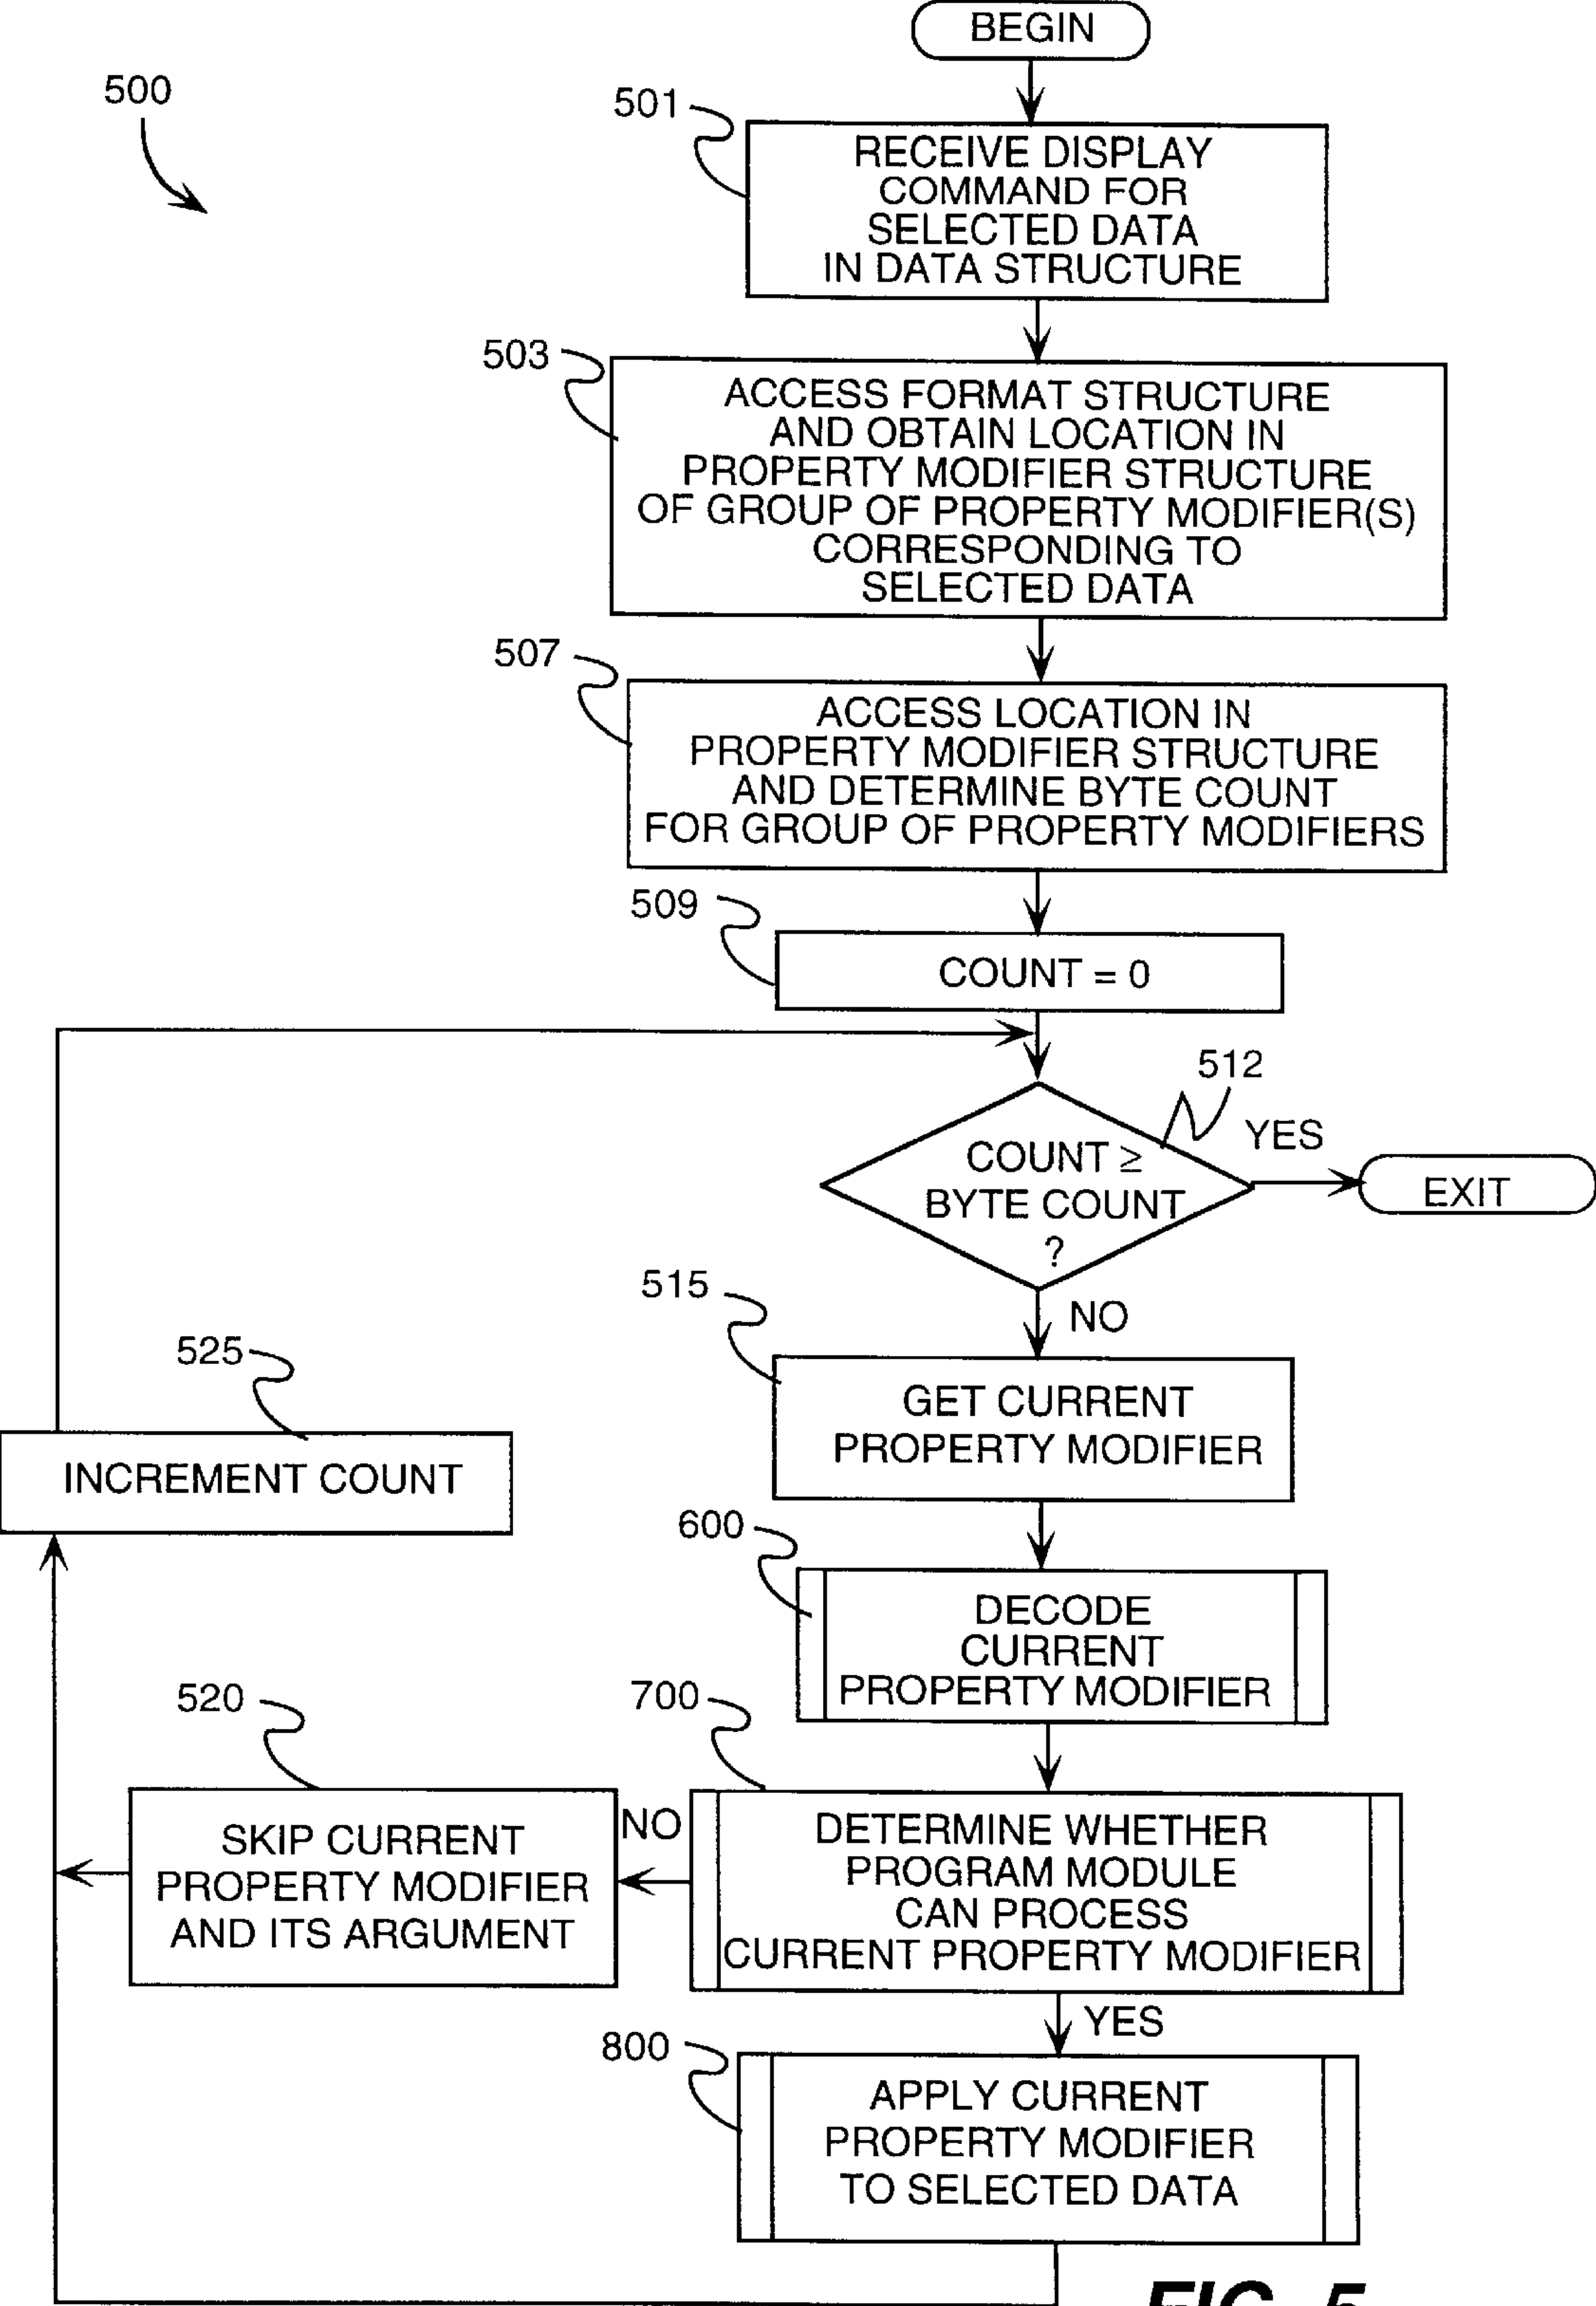 BEGIN
500
501
RECEIVE DISPLAY
COMMAND FOR
SELECTED DATA
IN DATA STRUCTURE
503
ACCESS FORMAT STRUCTURE
AND OBTAIN LOCATION IN
PROPERTY MODIFIER STRUCTURE
OF GROUP OF PROPERTY MODIFIER(S)
CORRESPONDING TO
SELECTED DATA
507
ACCESS LOCATION IN
PROPERTY MODIFIER STRUCTURE
AND DETERMINE BYTE COUNT
FOR GROUP OF PROPERTY MODIFIERS
509
COUNT = 0
512
COUNT ≥
BYTE COUNT
?
YES
EXIT
NO
515
GET CURRENT
PROPERTY MODIFIER
525
INCREMENT COUNT
600
DECODE
CURRENT
PROPERTY MODIFIER
700
DETERMINE WHETHER
PROGRAM MODULE
CAN PROCESS
CURRENT PROPERTY MODIFIER
NO
520
SKIP CURRENT
PROPERTY MODIFIER
AND ITS ARGUMENT
YES
800
APPLY CURRENT
PROPERTY MODIFIER
TO SELECTED DATA
FIG. 5